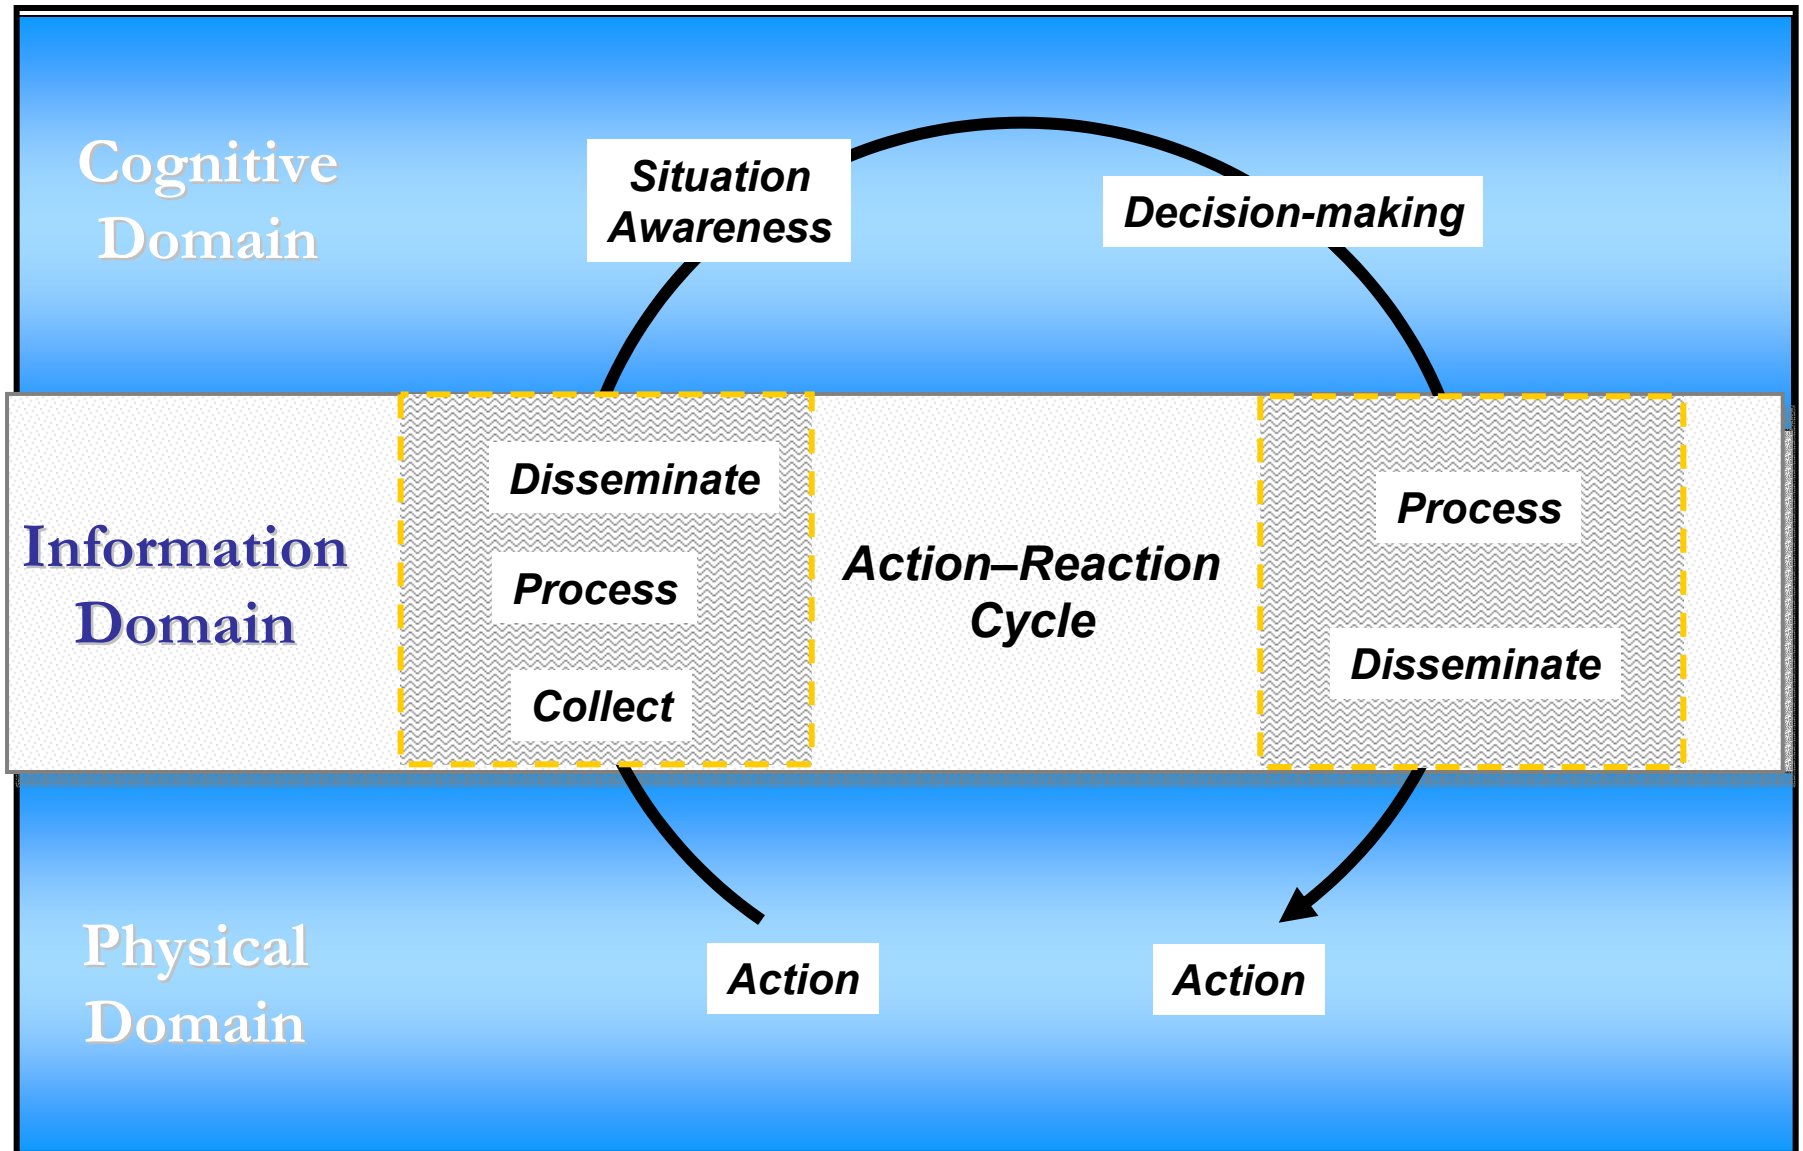 Cognitive
Domain
Situation
Awareness
Decision-making
Information
Domain
Disseminate
Process
Collect
Action–Reaction
Cycle
Process
Disseminate
Physical
Domain
Action
Action